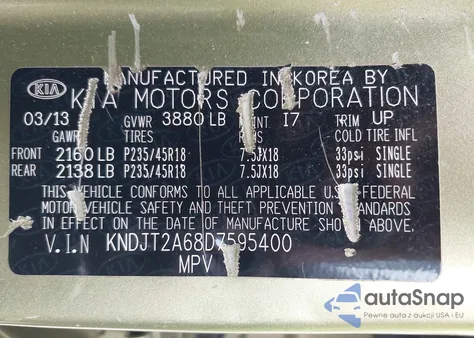 MANUFACTURED IN KOREA BY
KIA KIA MOTORS CORPORATION
03/13 GVWR 3880 LB I7 TRIM UP
GAWR TIRES COLD TIRE INFL
FRONT 2160 LB P235/45R18 7.5JX18 33psi SINGLE
REAR 2138 LB P235/45R18 7.5JX18 33psi SINGLE
THIS VEHICLE CONFORMS TO ALL APPLICABLE U.S. FEDERAL
MOTOR VEHICLE SAFETY AND THEFT PREVENTION STANDARDS
IN EFFECT ON THE DATE OF MANUFACTURE SHOWN ABOVE.
V.I.N KNDJT2A68D7595400
MPV
autoSnap
Pewne auta z aukcji USA i EU